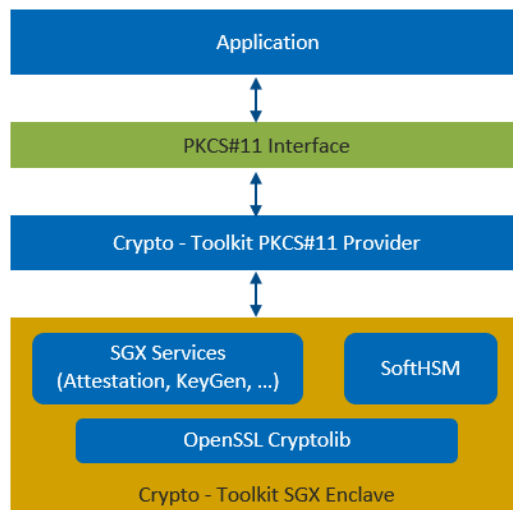 Application
PKCS#11 Interface
Crypto - Toolkit PKCS#11 Provider
SGX Services
(Attestation, KeyGen, ...)
SoftHSM
OpenSSL Cryptolib
Crypto - Toolkit SGX Enclave